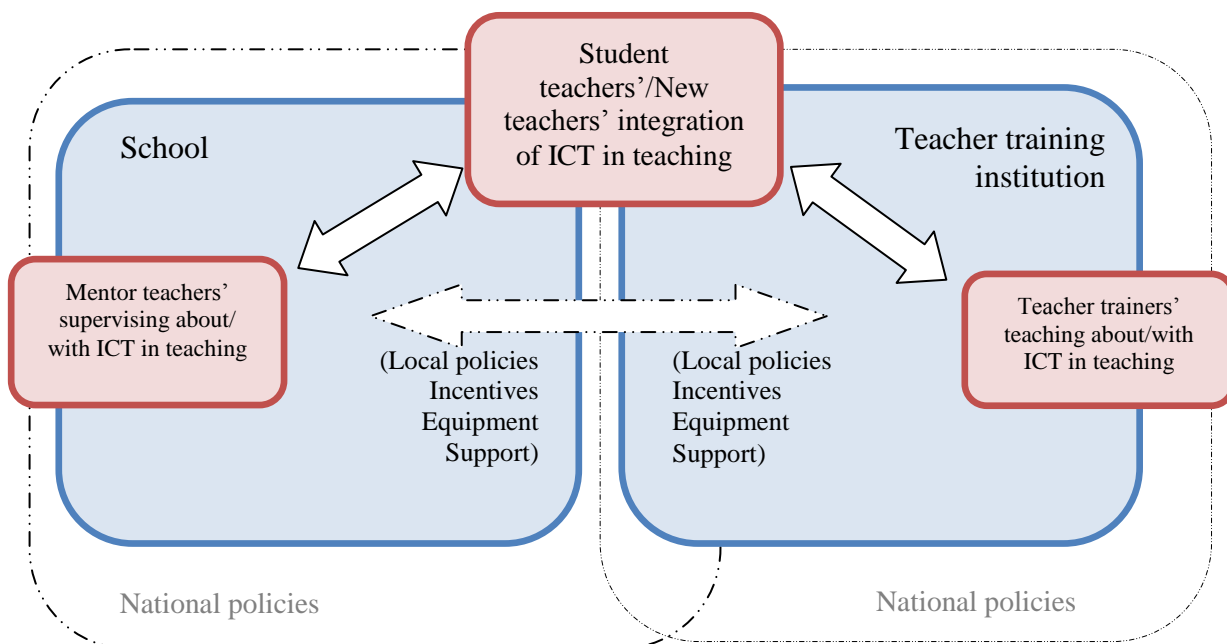 Student
teachers’/New
teachers’ integration
of ICT in teaching
School
Teacher training
institution
Mentor teachers’
supervising about/
with ICT in teaching
Teacher trainers’
teaching about/with
ICT in teaching
(Local policies
Incentives
Equipment
Support)
(Local policies
Incentives
Equipment
Support)
National policies
National policies